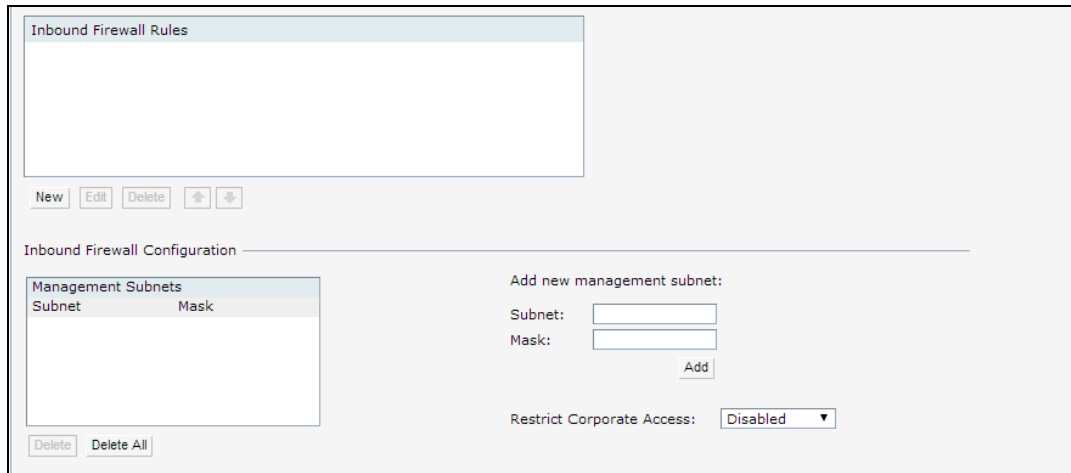 Inbound Firewall Rules
New Edit Delete
Inbound Firewall Configuration
Management Subnets
Subnet Mask
Delete Delete All
Add new management subnet:
Subnet:
Mask:
Add
Restrict Corporate Access: Disabled